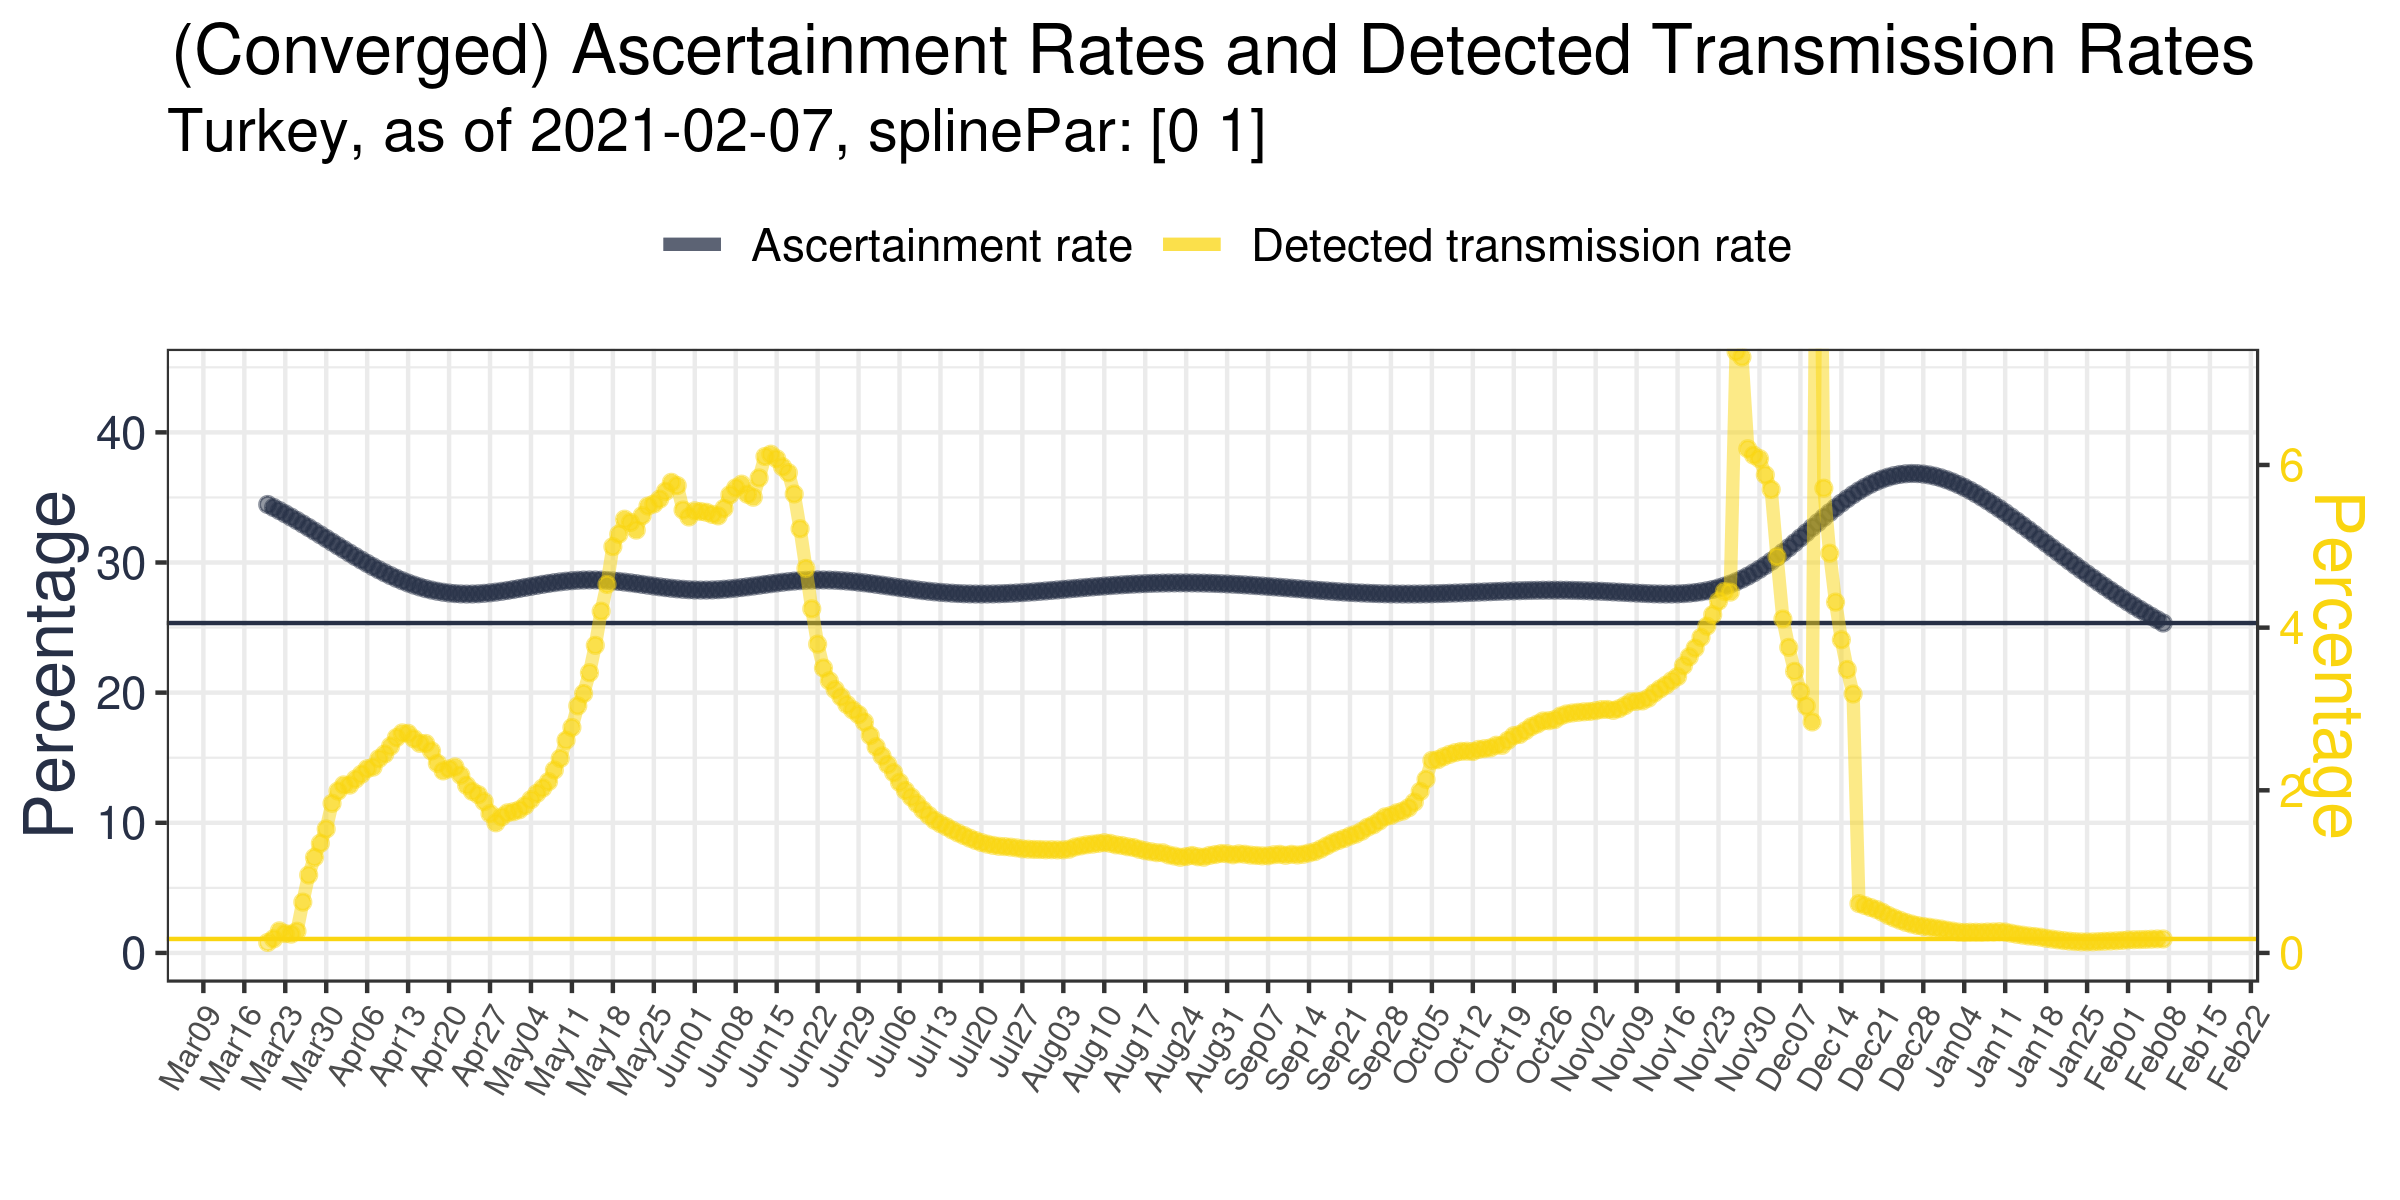 (Converged) Ascertainment Rates and Detected Transmission Rates
Turkey, as of 2021-02-07, splinePar: [0 1]
Ascertainment rate Detected transmission rate
Percentage
40
30
20
10
0
6
4
2
0
Percentage
Mar09 Mar16 Mar23 Mar30 Apr06 Apr13 Apr20 Apr27 May04 May11 May18 May25 Jun01 Jun08 Jun15 Jun22 Jun29 Jul06 Jul13 Jul20 Jul27 Aug03 Aug10 Aug17 Aug24 Aug31 Sep07 Sep14 Sep21 Sep28 Oct05 Oct12 Oct19 Oct26 Nov02 Nov09 Nov16 Nov23 Nov30 Dec07 Dec14 Dec21 Dec28 Jan04 Jan11 Jan18 Jan25 Feb01 Feb08 Feb15 Feb22